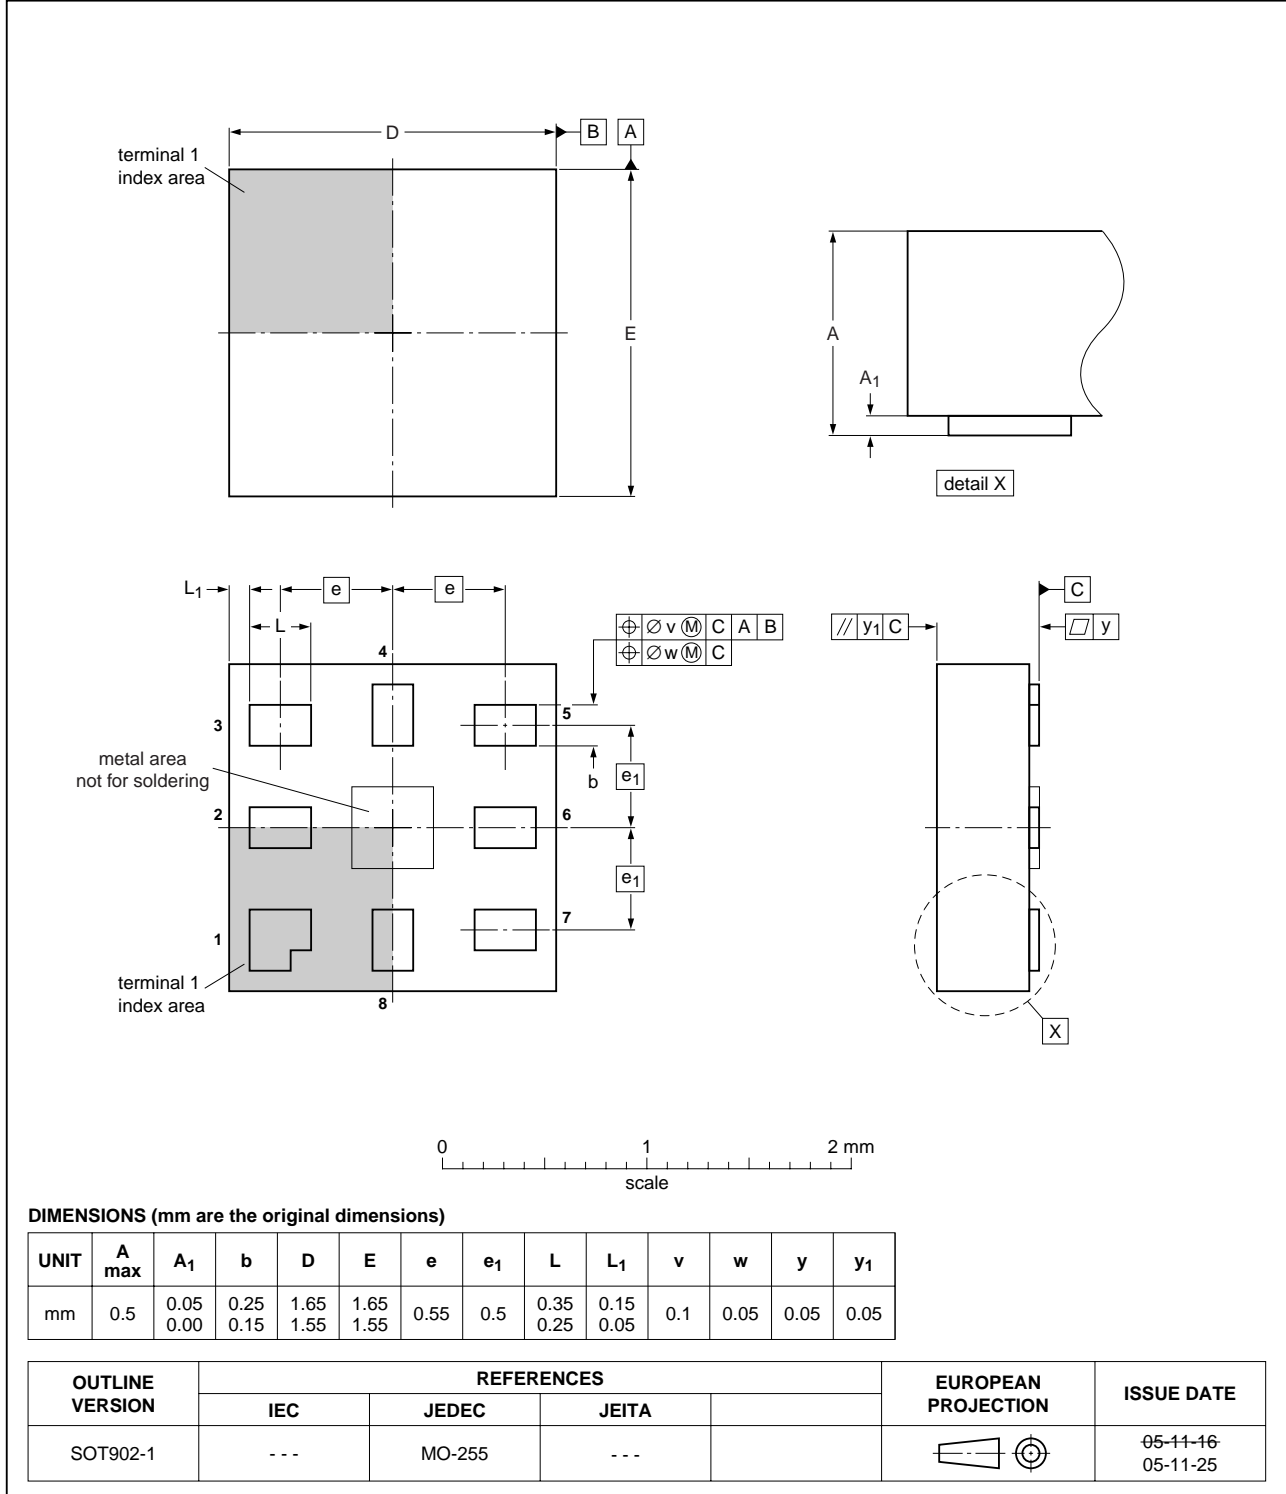 D
B
A
terminal 1
index area
E
A
A1
detail X
L1
e
e
L
4
⌖ ∅ v Ⓜ C A B
⌖ ∅ w Ⓜ C
// y1 C
C
▱ y
3
5
metal area
not for soldering
b
e1
2
6
e1
1
7
terminal 1
index area
8
X
0 1 2 mm
scale
DIMENSIONS (mm are the original dimensions)
UNIT A max A1 b D E e e1 L L1 v w y y1
mm 0.5 0.05 0.00 0.25 0.15 1.65 1.55 1.65 1.55 0.55 0.5 0.35 0.25 0.15 0.05 0.1 0.05 0.05 0.05
OUTLINE VERSION REFERENCES EUROPEAN PROJECTION ISSUE DATE
IEC JEDEC JEITA
SOT902-1 - - - MO-255 - - - 05-11-16
05-11-25